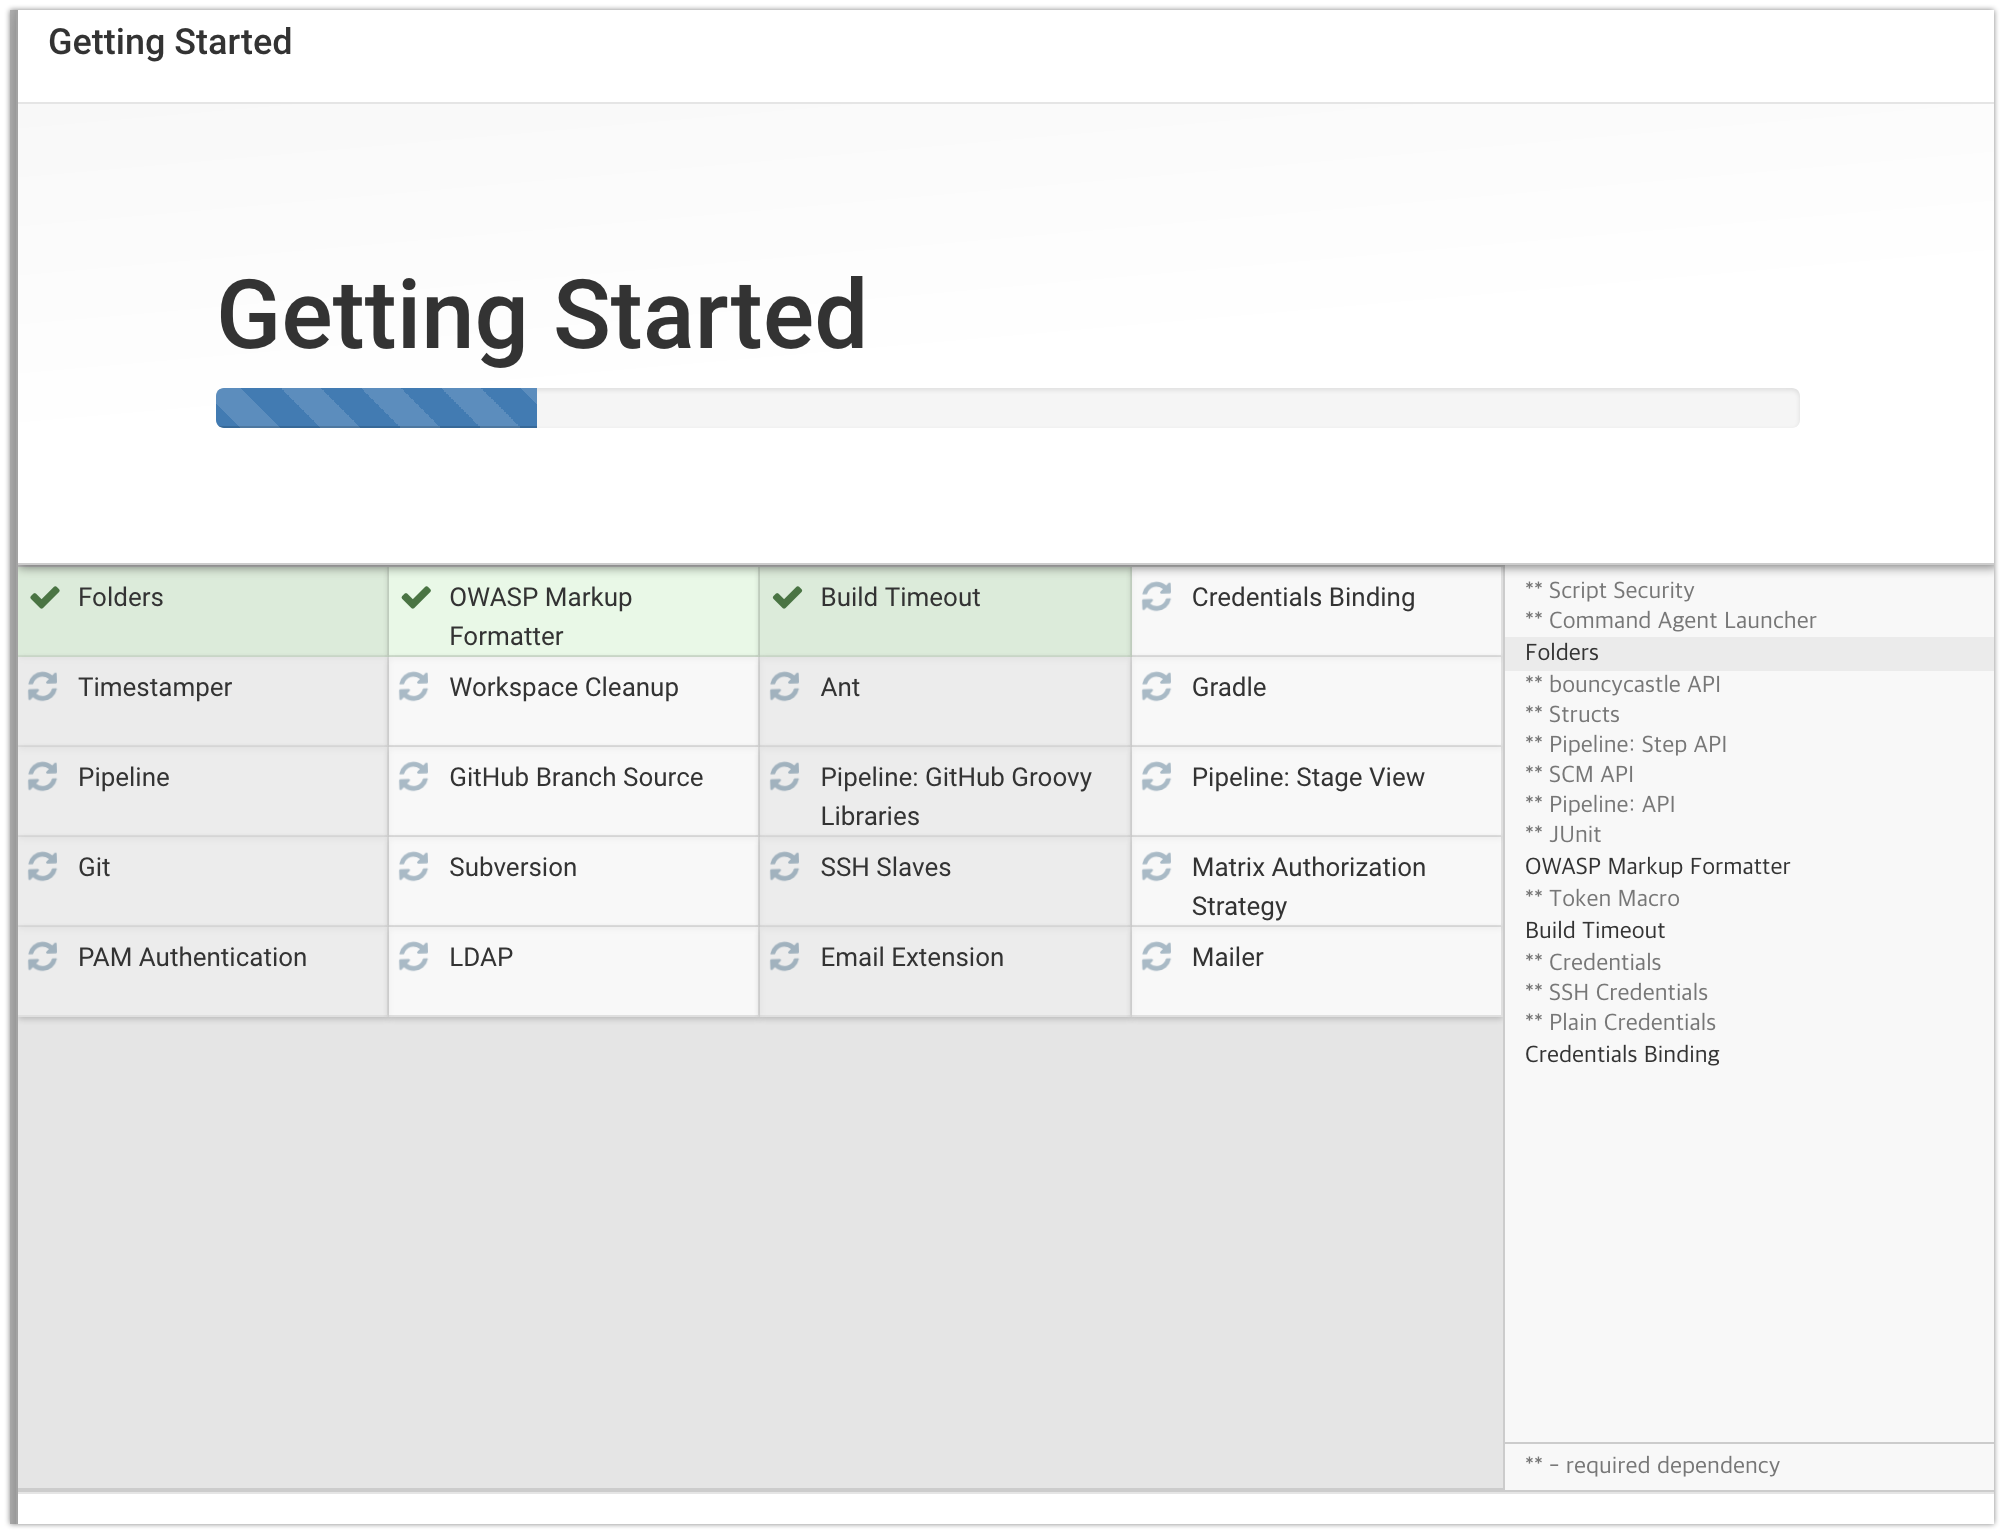 Getting Started
Getting Started
Folders
OWASP Markup
Formatter
Build Timeout
Credentials Binding
Timestamper
Workspace Cleanup
Ant
Gradle
Pipeline
GitHub Branch Source
Pipeline: GitHub Groovy
Libraries
Pipeline: Stage View
Git
Subversion
SSH Slaves
Matrix Authorization
Strategy
PAM Authentication
LDAP
Email Extension
Mailer
** Script Security
** Command Agent Launcher
Folders
** bouncycastle API
** Structs
** Pipeline: Step API
** SCM API
** Pipeline: API
** JUnit
OWASP Markup Formatter
** Token Macro
Build Timeout
** Credentials
** SSH Credentials
** Plain Credentials
Credentials Binding
** - required dependency